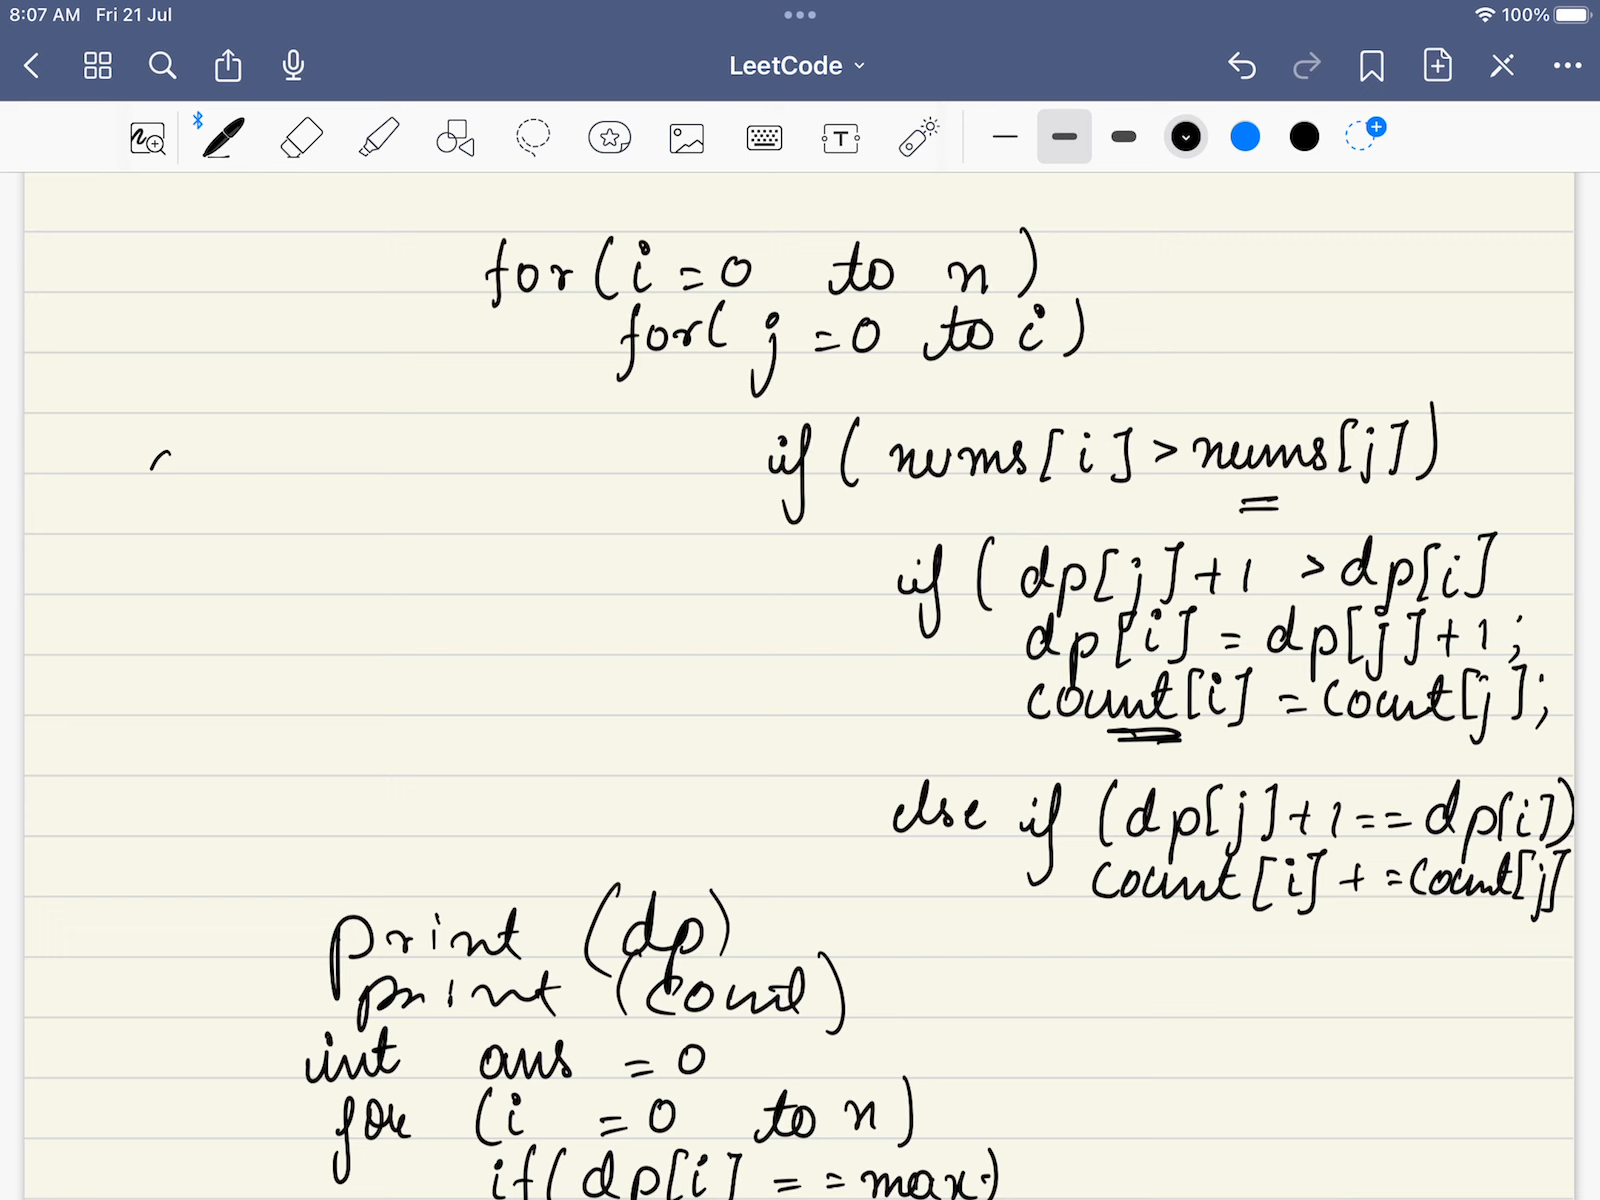 8:07 AM Fri 21 Jul
100%
LeetCode
T
for(i=0 to n)
for( j=0 to i)
if( nums[i]>nums[j])
if( dp[j]+1 >dp[i]
dp[i] = dp[j]+1;
count[i] = count[j];
else if (dp[j]+1==dp[i])
count[i] +=count[j]
print (dp)
print (count)
int ans = 0
for (i = 0 to n)
if( dp[i] == max)